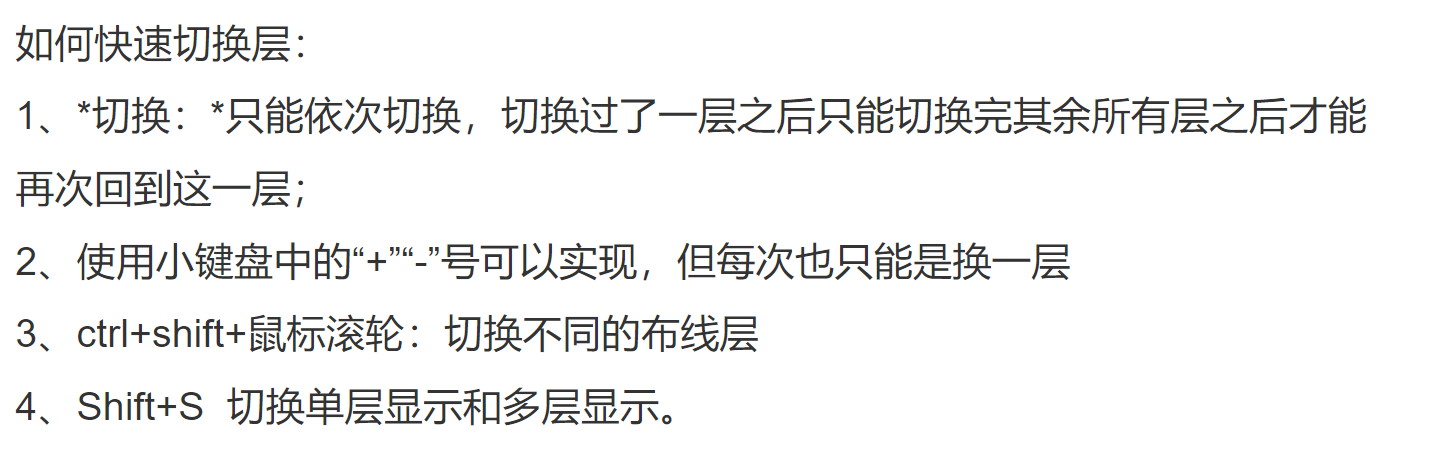 如何快速切换层：
1、*切换：*只能依次切换，切换过了一层之后只能切换完其余所有层之后才能
再次回到这一层；
2、使用小键盘中的“+”“-”号可以实现，但每次也只能是换一层
3、ctrl+shift+鼠标滚轮：切换不同的布线层
4、Shift+S  切换单层显示和多层显示。